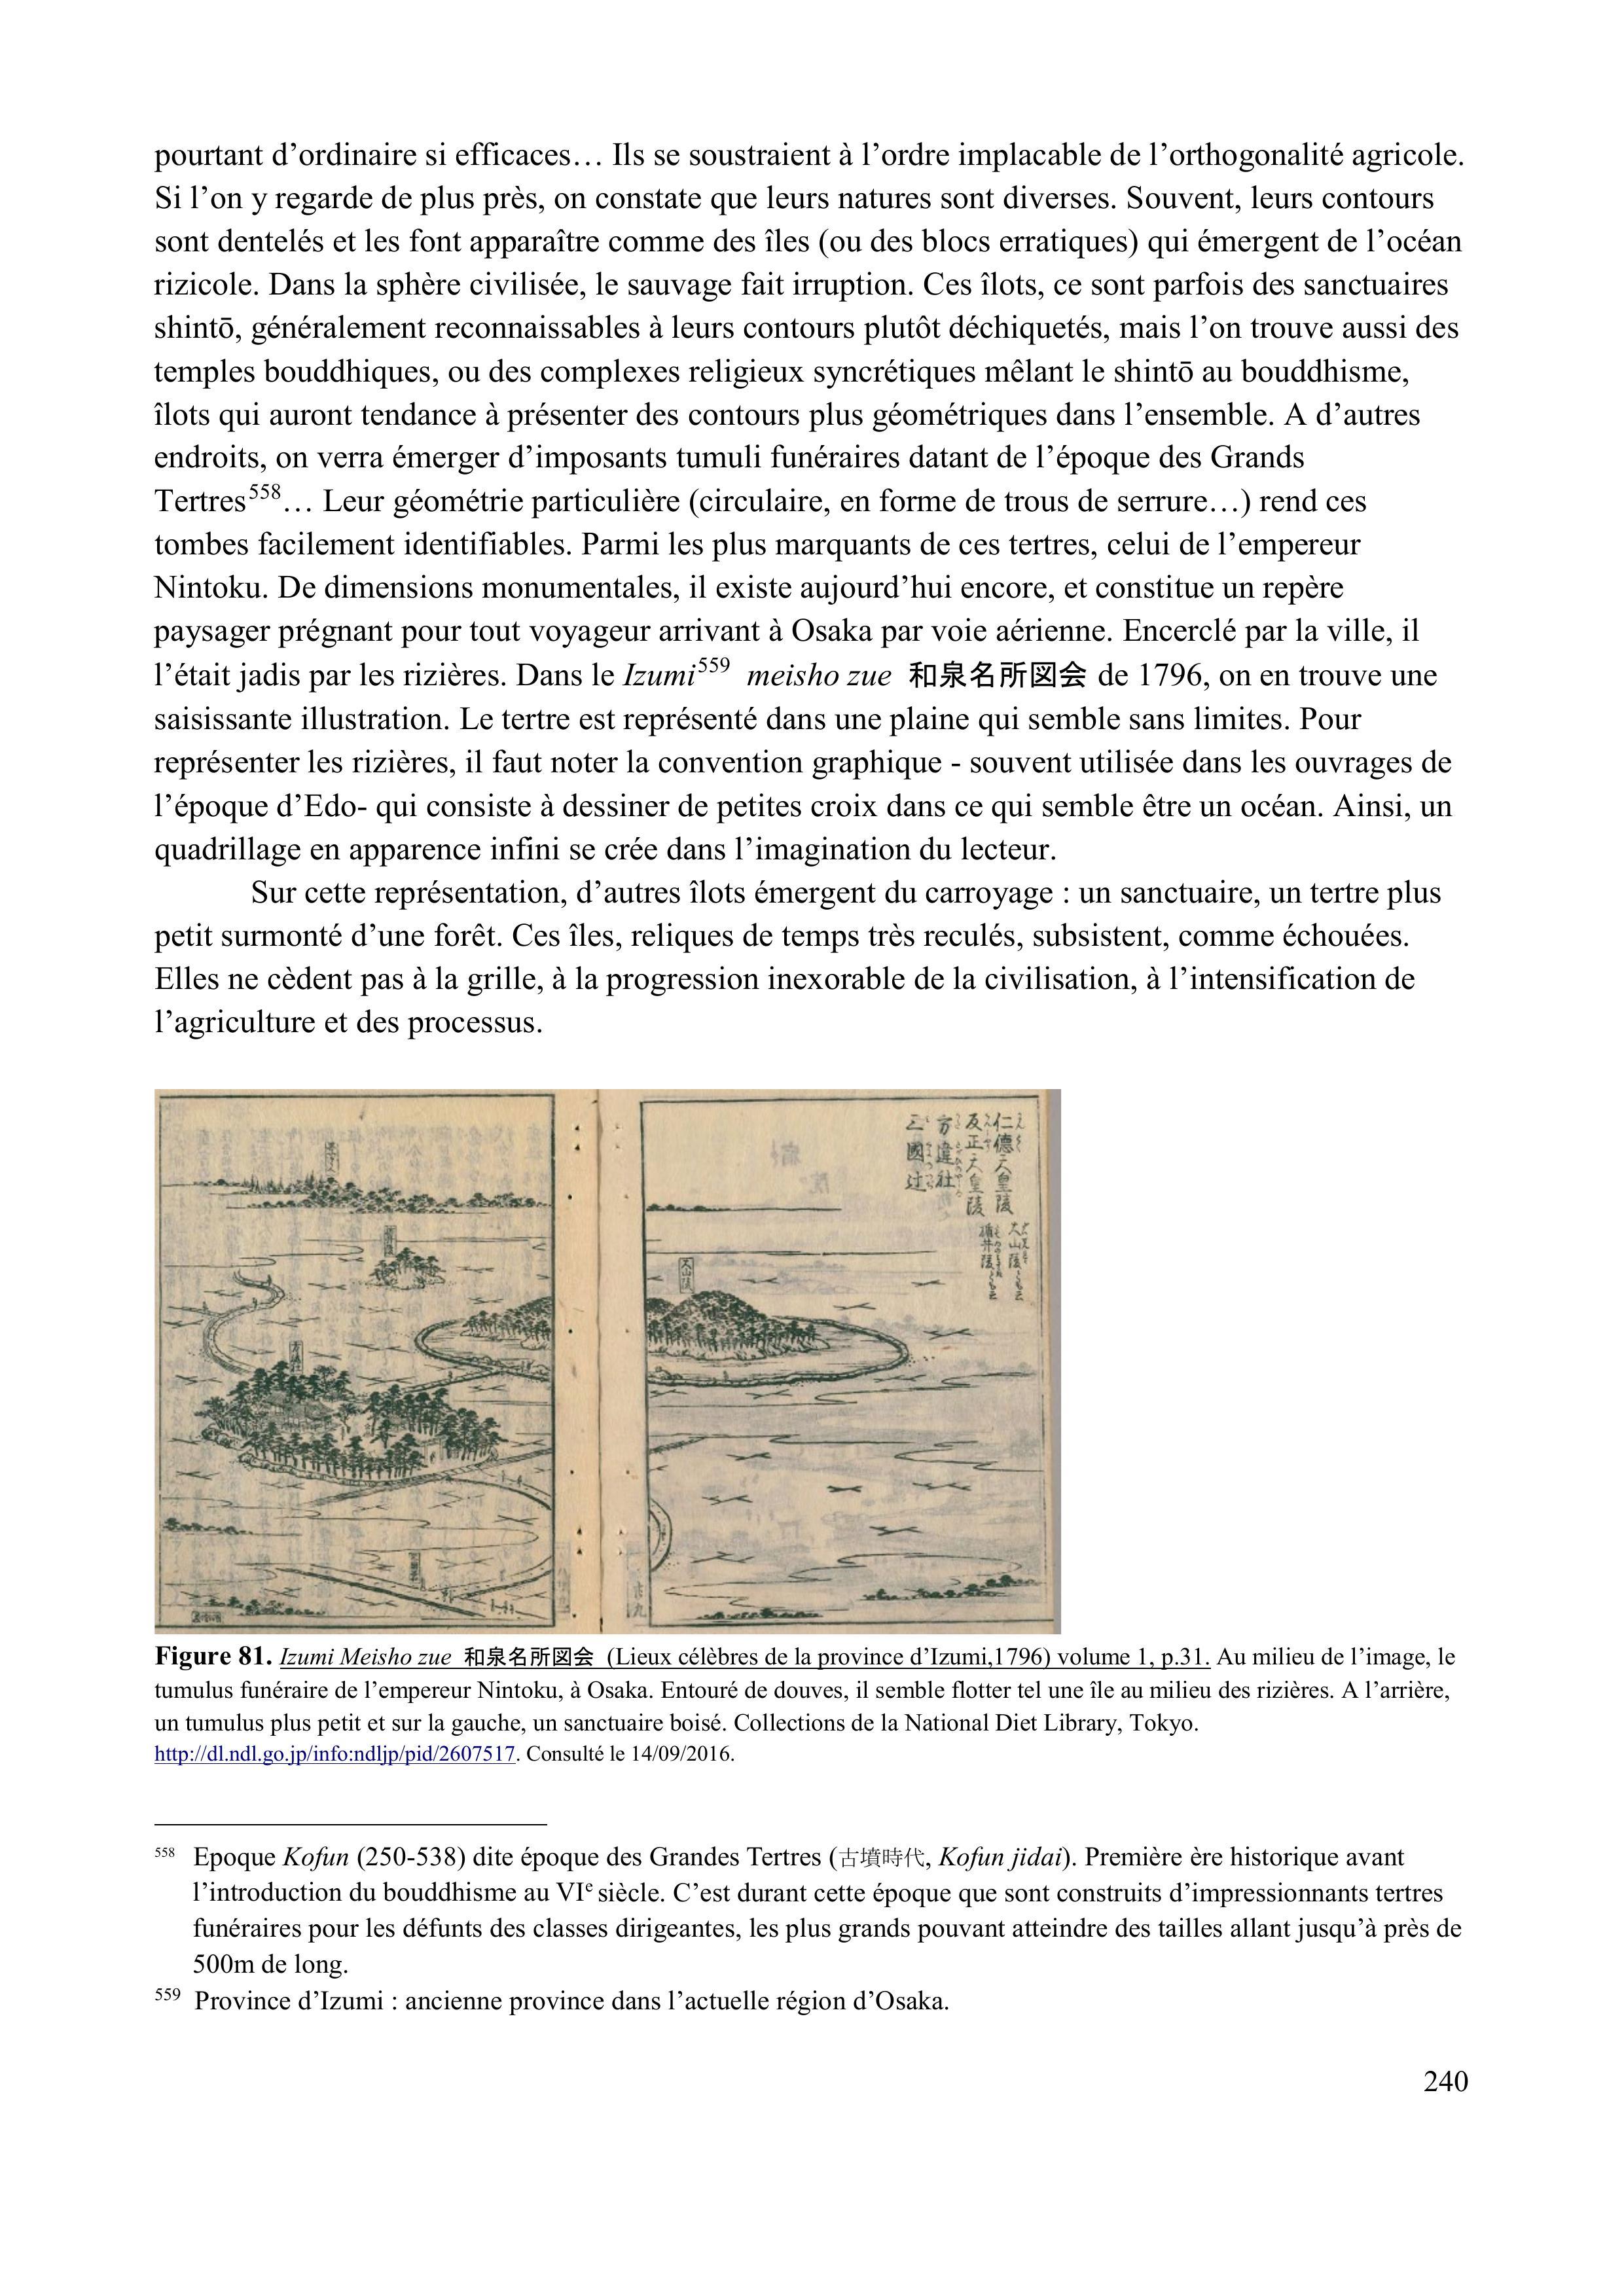 pourtant d’ordinaire si efficaces… Ils se soustraient à l’ordre implacable de l’orthogonalité agricole.
Si l’on y regarde de plus près, on constate que leurs natures sont diverses. Souvent, leurs contours
sont dentelés et les font apparaître comme des îles (ou des blocs erratiques) qui émergent de l’océan
rizicole. Dans la sphère civilisée, le sauvage fait irruption. Ces îlots, ce sont parfois des sanctuaires
shintō, généralement reconnaissables à leurs contours plutôt déchiquetés, mais l’on trouve aussi des
temples bouddhiques, ou des complexes religieux syncrétiques mêlant le shintō au bouddhisme,
îlots qui auront tendance à présenter des contours plus géométriques dans l’ensemble. A d’autres
endroits, on verra émerger d’imposants tumuli funéraires datant de l’époque des Grands
Tertres558… Leur géométrie particulière (circulaire, en forme de trous de serrure…) rend ces
tombes facilement identifiables. Parmi les plus marquants de ces tertres, celui de l’empereur
Nintoku. De dimensions monumentales, il existe aujourd’hui encore, et constitue un repère
paysager prégnant pour tout voyageur arrivant à Osaka par voie aérienne. Encerclé par la ville, il
l’était jadis par les rizières. Dans le Izumi559 meisho zue 和泉名所図会 de 1796, on en trouve une
saisissante illustration. Le tertre est représenté dans une plaine qui semble sans limites. Pour
représenter les rizières, il faut noter la convention graphique - souvent utilisée dans les ouvrages de
l’époque d’Edo- qui consiste à dessiner de petites croix dans ce qui semble être un océan. Ainsi, un
quadrillage en apparence infini se crée dans l’imagination du lecteur.
Sur cette représentation, d’autres îlots émergent du carroyage : un sanctuaire, un tertre plus
petit surmonté d’une forêt. Ces îles, reliques de temps très reculés, subsistent, comme échouées.
Elles ne cèdent pas à la grille, à la progression inexorable de la civilisation, à l’intensification de
l’agriculture et des processus.
仁德天皇陵
反正天皇陵
方違社
三國辻
大山陵
Figure 81. Izumi Meisho zue 和泉名所図会 (Lieux célèbres de la province d’Izumi,1796) volume 1, p.31. Au milieu de l’image, le
tumulus funéraire de l’empereur Nintoku, à Osaka. Entouré de douves, il semble flotter tel une île au milieu des rizières. A l’arrière,
un tumulus plus petit et sur la gauche, un sanctuaire boisé. Collections de la National Diet Library, Tokyo.
http://dl.ndl.go.jp/info:ndljp/pid/2607517. Consulté le 14/09/2016.
558 Epoque Kofun (250-538) dite époque des Grandes Tertres (古墳時代, Kofun jidai). Première ère historique avant
l’introduction du bouddhisme au VIe siècle. C’est durant cette époque que sont construits d’impressionnants tertres
funéraires pour les défunts des classes dirigeantes, les plus grands pouvant atteindre des tailles allant jusqu’à près de
500m de long.
559 Province d’Izumi : ancienne province dans l’actuelle région d’Osaka.
240